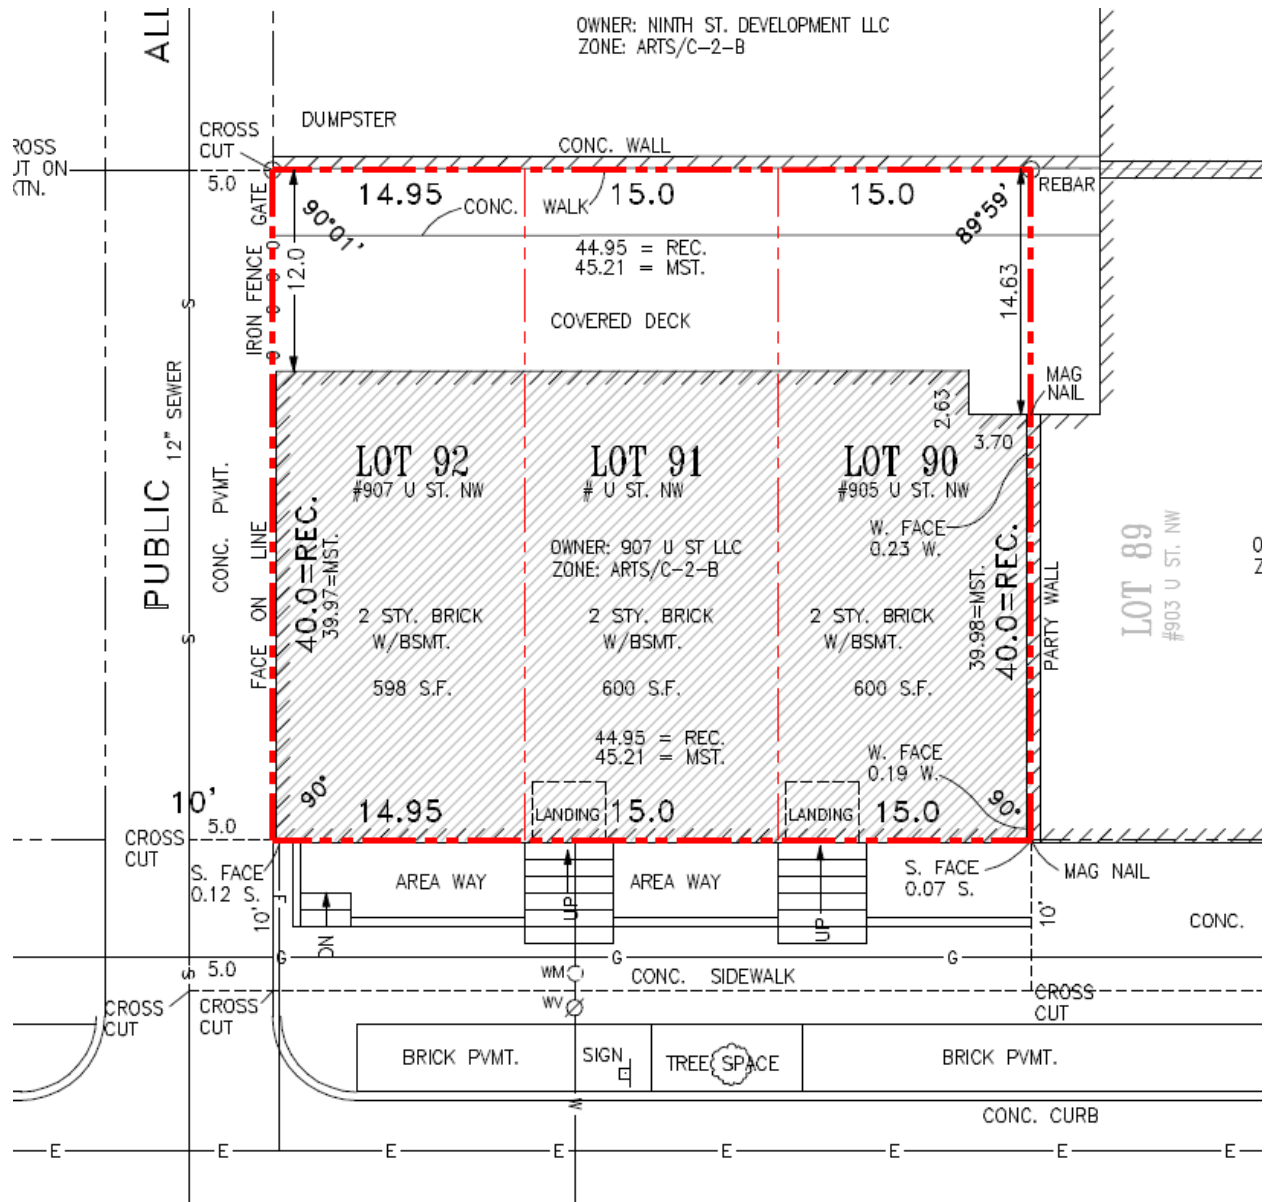 ALL
OWNER: NINTH ST. DEVELOPMENT LLC
ZONE: ARTS/C-2-B
DUMPSTER
CROSS
CUT
CONC. WALL
5.0
REBAR
14.95
15.0
15.0
GATE
CONC. WALK
90°01'
89°59'
44.95 = REC.
45.21 = MST.
IRON FENCE
12.0
14.63
COVERED DECK
S
MAG
NAIL
2.63
3.70
12" SEWER
CONC. PVMT.
PUBLIC
LOT 92
#907 U ST. NW
LOT 91
# U ST. NW
LOT 90
#905 U ST. NW
W. FACE
0.23 W.
LOT 89
#903 U ST. NW
OWNER: 907 U ST LLC
ZONE: ARTS/C-2-B
40.0=REC.
39.97=MST.
39.98=MST.
40.0=REC.
PARTY WALL
FACE ON LINE
2 STY. BRICK
W/BSMT.
2 STY. BRICK
W/BSMT.
2 STY. BRICK
W/BSMT.
S
598 S.F.
600 S.F.
600 S.F.
44.95 = REC.
45.21 = MST.
W. FACE
0.19 W.
90°
90°
10'
14.95
LANDING
15.0
LANDING
15.0
5.0
CROSS
CUT
S. FACE
0.12 S.
AREA WAY
AREA WAY
S. FACE
0.07 S.
MAG NAIL
10'
DN
UP
UP
10'
CONC.
G
G
G
S
5.0
WM
CONC. SIDEWALK
CROSS
CUT
CROSS
CUT
WV
CROSS
CUT
BRICK PVMT.
SIGN
TREE SPACE
BRICK PVMT.
W
CONC. CURB
E
E
E
E
E
E
E
E